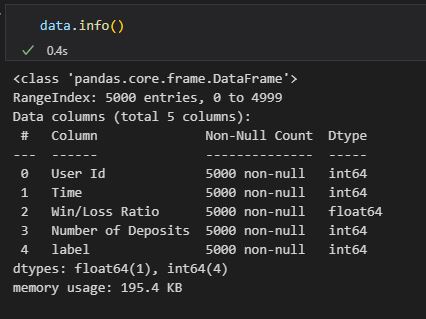 data.info()
✓ 0.4s
<class 'pandas.core.frame.DataFrame'>
RangeIndex: 5000 entries, 0 to 4999
Data columns (total 5 columns):
 #   Column              Non-Null Count  Dtype
---  ------              --------------  -----
 0   User Id             5000 non-null   int64
 1   Time                5000 non-null   int64
 2   Win/Loss Ratio      5000 non-null   float64
 3   Number of Deposits  5000 non-null   int64
 4   label               5000 non-null   int64
dtypes: float64(1), int64(4)
memory usage: 195.4 KB